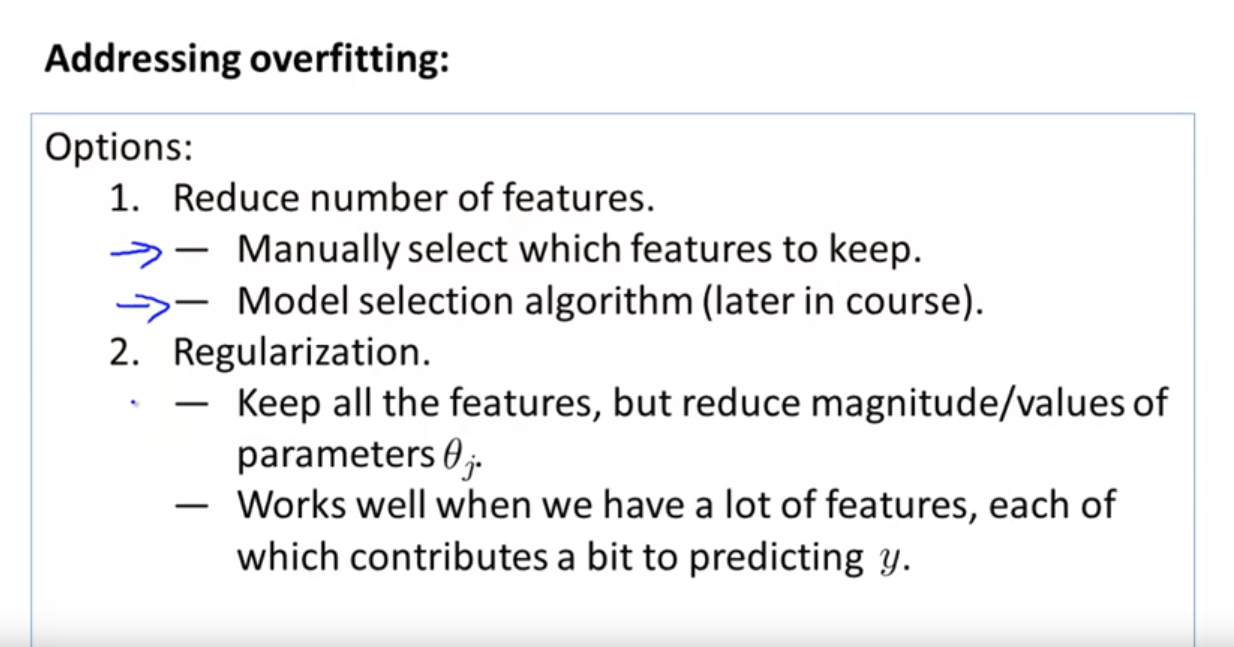 Addressing overfitting:
Options:
1. Reduce number of features.
— Manually select which features to keep.
— Model selection algorithm (later in course).
2. Regularization.
— Keep all the features, but reduce magnitude/values of
parameters θⱼ.
— Works well when we have a lot of features, each of
which contributes a bit to predicting y.